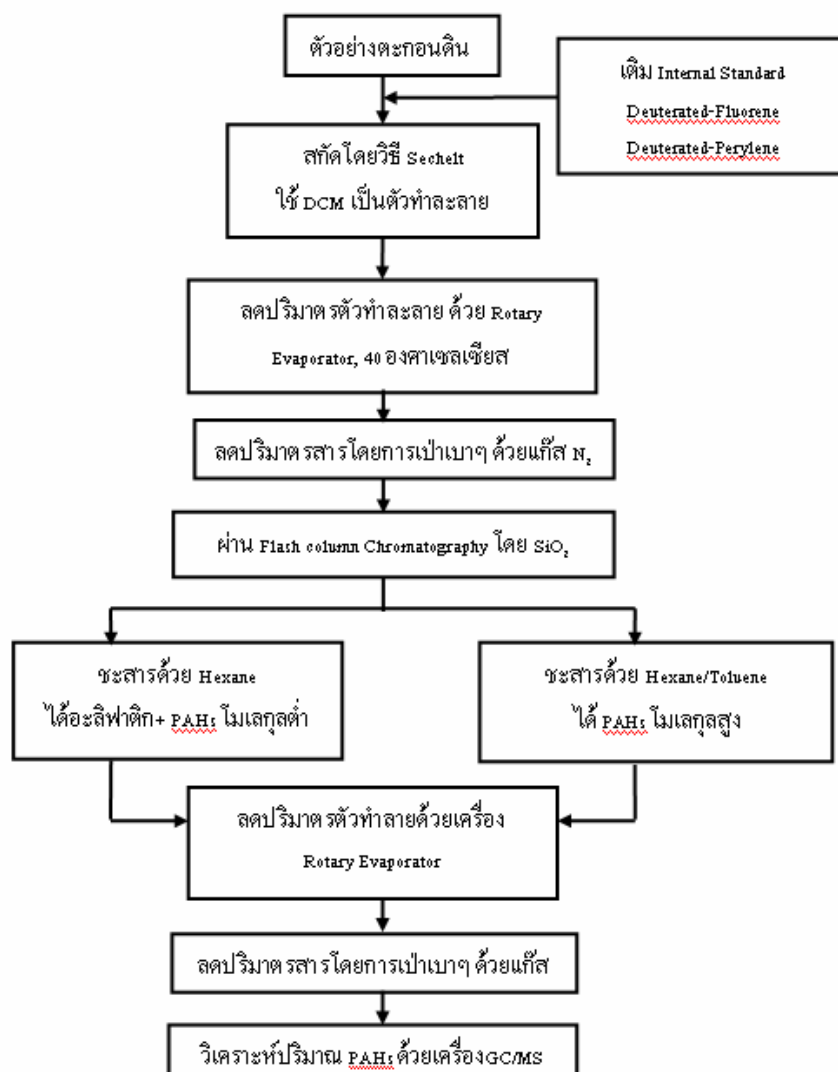 ตัวอย่างตะกอนดิน
เติม Internal Standard
Deuterated-Fluorene
Deuterated-Perylene
สกัดโดยวิธี Sechelt
ใช้ DCM เป็นตัวทำละลาย
ลดปริมาตรตัวทำละลาย ด้วย Rotary
Evaporator, 40 องศาเซลเซียส
ลดปริมาตรสารโดยการเป่าเบาๆ ด้วยแก๊ส N₂
ผ่าน Flash column Chromatography โดย SiO₂
ชะสารด้วย Hexane
ได้อะลิฟาติก+ PAHs โมเลกุลต่ำ
ชะสารด้วย Hexane/Toluene
ได้ PAHs โมเลกุลสูง
ลดปริมาตรตัวทำลายด้วยเครื่อง
Rotary Evaporator
ลดปริมาตรสารโดยการเป่าเบาๆ ด้วยแก๊ส
วิเคราะห์ปริมาณ PAHs ด้วยเครื่องGC/MS